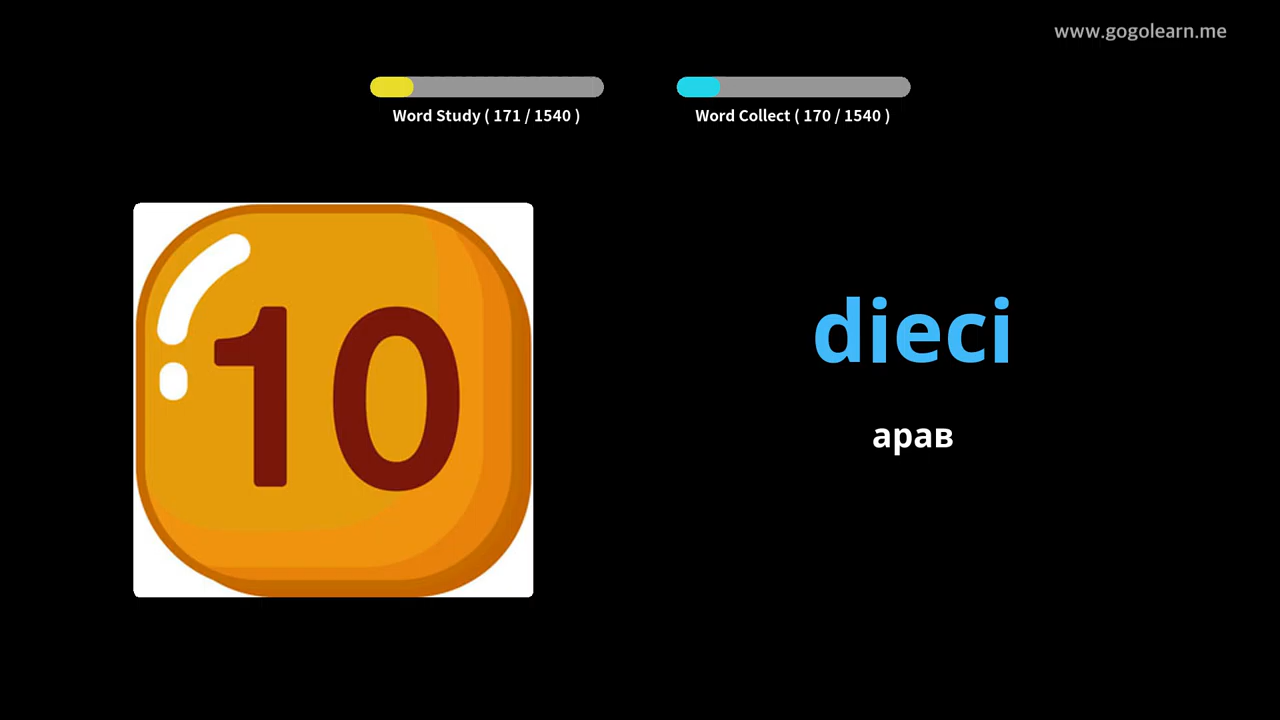 www.gogolearn.me
Word Study ( 171 / 1540 )
Word Collect ( 170 / 1540 )
10
dieci
арав